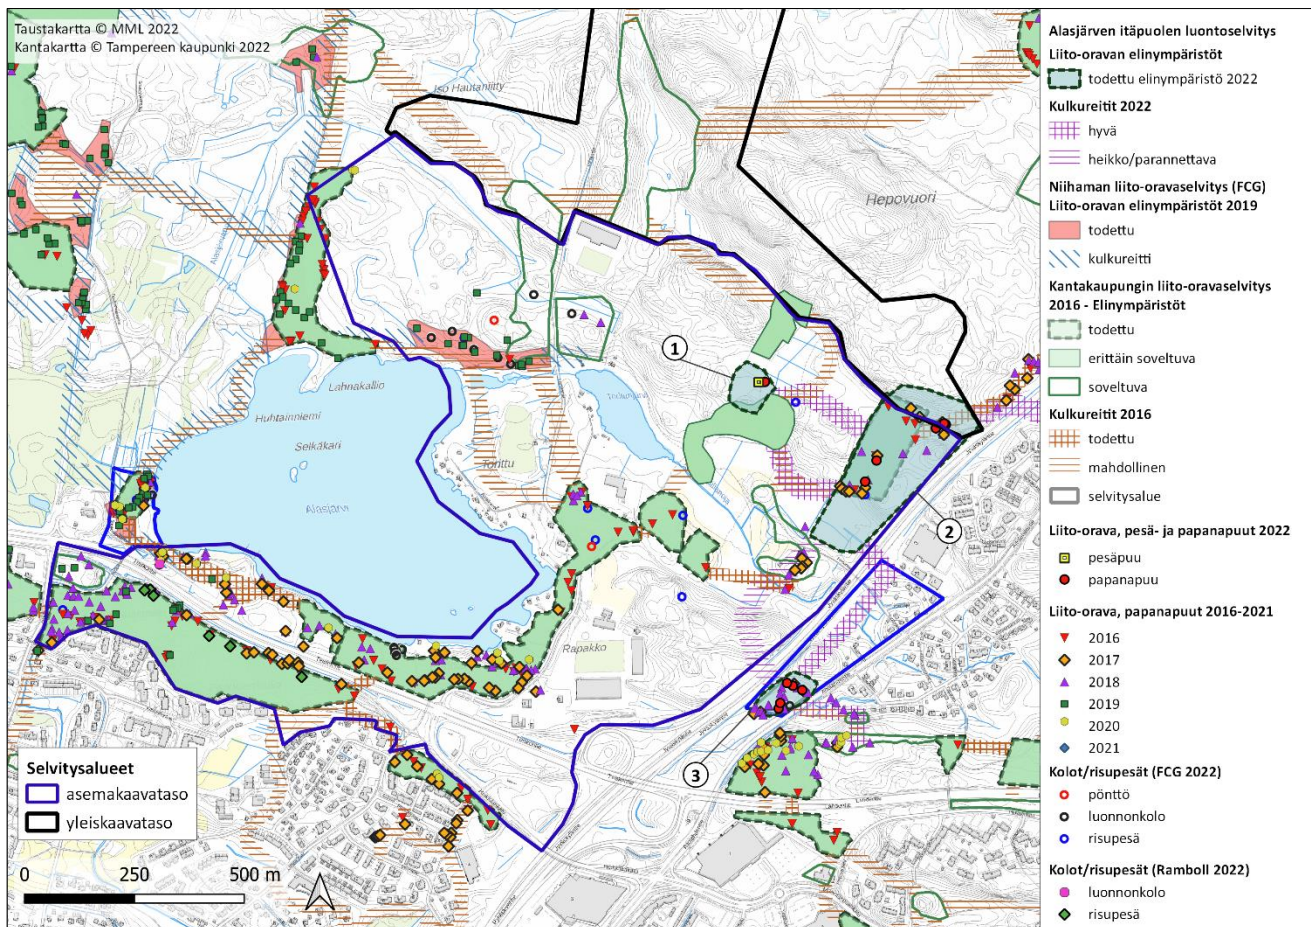 Taustakartta © MML 2022
Kantakartta © Tampereen kaupunki 2022
Iso Hautaniitty
Hepovuori
1
Lahnakallio
Huhtainniemi
Seikäkari
Alasjärvi
Tonttu
2
Rapakko
3
Selvitysalueet
asemakaavataso
yleiskaavataso
0 250 500 m
Alasjärven itäpuolen luontoselvitys
Liito-oravan elinympäristöt
todettu elinympäristö 2022
Kulkureitit 2022
hyvä
heikko/parannettava
Niihaman liito-oravaselvitys (FCG)
Liito-oravan elinympäristöt 2019
todettu
kulkureitti
Kantakaupungin liito-oravaselvitys
2016 - Elinympäristöt
todettu
erittäin soveltuva
soveltuva
Kulkureitit 2016
todettu
mahdollinen
selvitysalue
Liito-orava, pesä- ja papanapuut 2022
pesäpuu
papanapuu
Liito-orava, papanapuut 2016-2021
2016
2017
2018
2019
2020
2021
Kolot/risupesät (FCG 2022)
pönttö
luonnonkolo
risupesä
Kolot/risupesät (Ramboll 2022)
luonnonkolo
risupesä